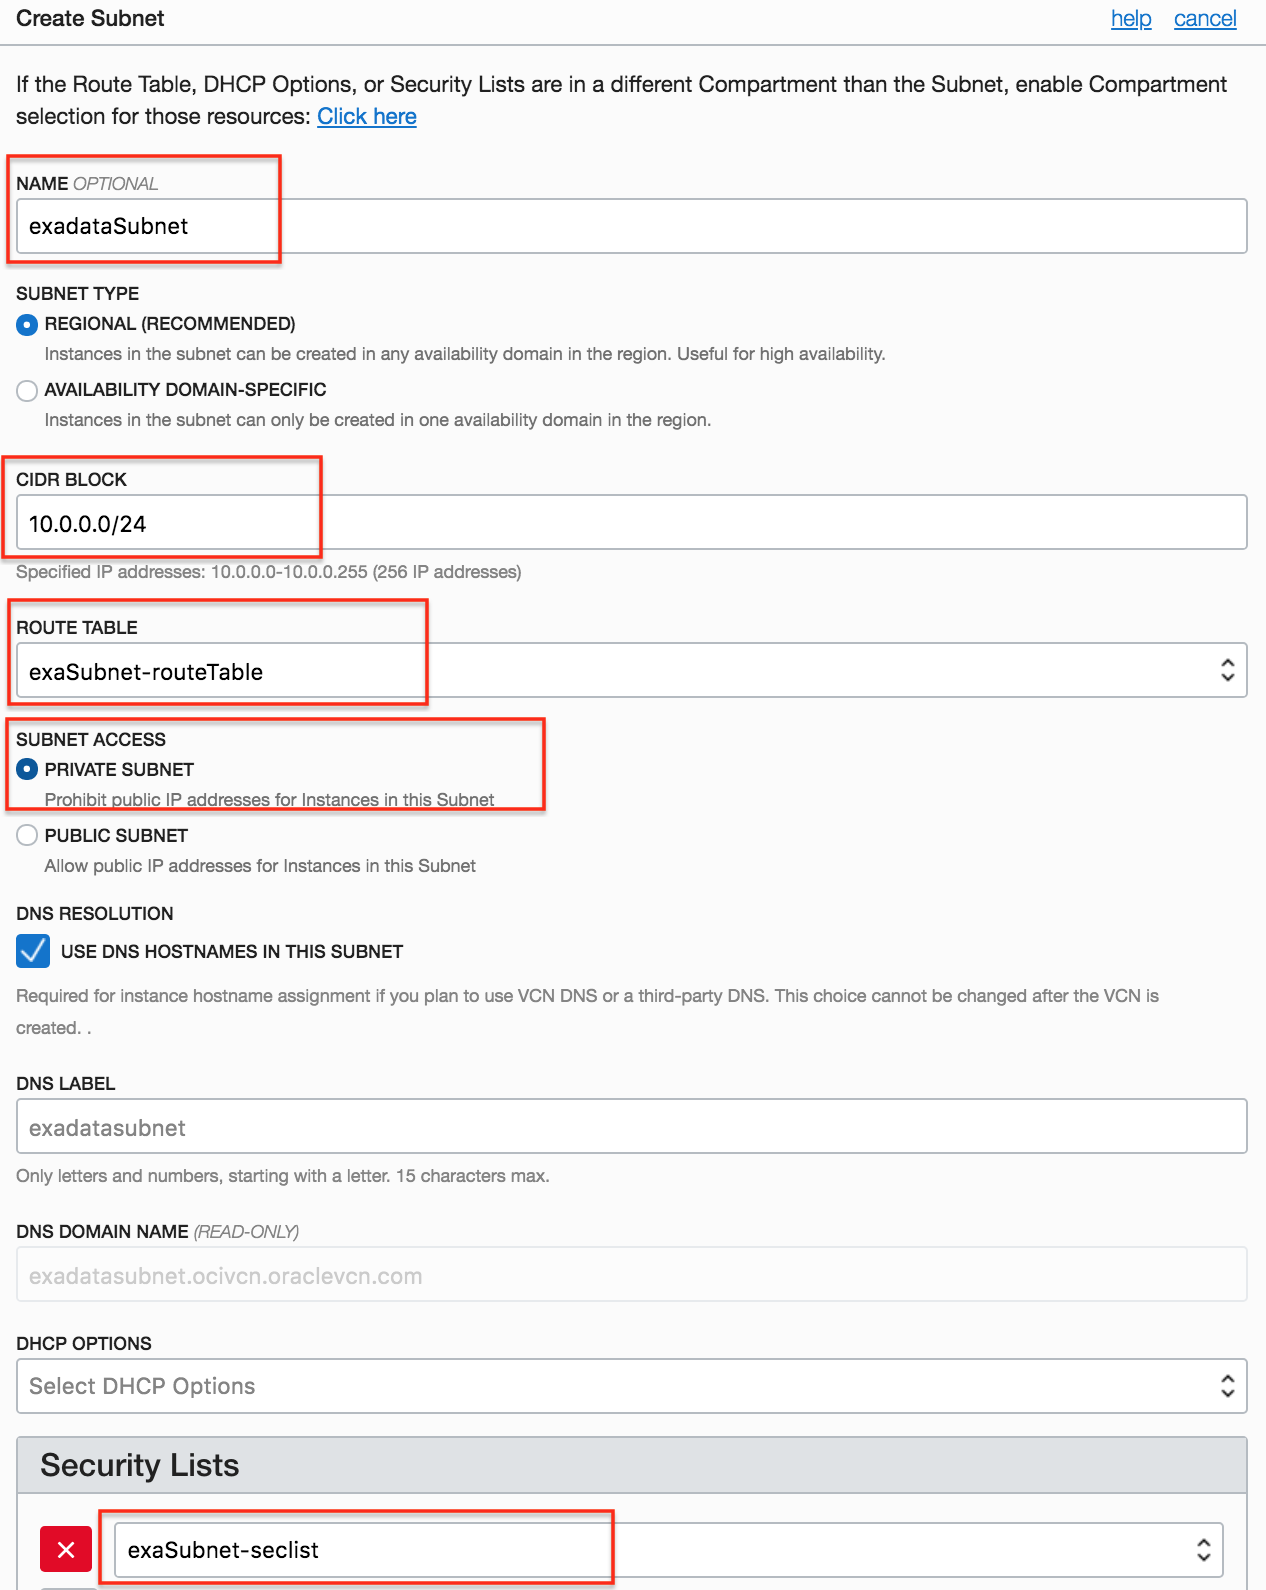 Create Subnet
help cancel
If the Route Table, DHCP Options, or Security Lists are in a different Compartment than the Subnet, enable Compartment
selection for those resources: Click here
NAME OPTIONAL
exadataSubnet
SUBNET TYPE
REGIONAL (RECOMMENDED)
Instances in the subnet can be created in any availability domain in the region. Useful for high availability.
AVAILABILITY DOMAIN-SPECIFIC
Instances in the subnet can only be created in one availability domain in the region.
CIDR BLOCK
10.0.0.0/24
Specified IP addresses: 10.0.0.0-10.0.0.255 (256 IP addresses)
ROUTE TABLE
exaSubnet-routeTable
SUBNET ACCESS
PRIVATE SUBNET
Prohibit public IP addresses for Instances in this Subnet
PUBLIC SUBNET
Allow public IP addresses for Instances in this Subnet
DNS RESOLUTION
USE DNS HOSTNAMES IN THIS SUBNET
Required for instance hostname assignment if you plan to use VCN DNS or a third-party DNS. This choice cannot be changed after the VCN is
created. .
DNS LABEL
exadatasubnet
Only letters and numbers, starting with a letter. 15 characters max.
DNS DOMAIN NAME (READ-ONLY)
exadatasubnet.ocivcn.oraclevcn.com
DHCP OPTIONS
Select DHCP Options
Security Lists
exaSubnet-seclist